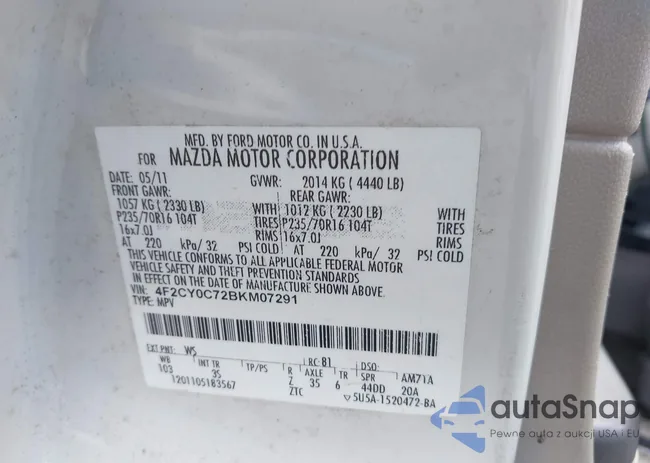 MFD. BY FORD MOTOR CO. IN U.S.A.
FOR MAZDA MOTOR CORPORATION
DATE: 05/11 GVWR: 2014 KG ( 4440 LB)
FRONT GAWR: REAR GAWR:
1057 KG (2330 LB) WITH 1012 KG (2230 LB) WITH
P235/70R16 104T TIRES P235/70R16 104T TIRES
16x7.0J RIMS 16x7.0J RIMS
AT 220 kPa/ 32 PSI COLD AT 220 kPa/ 32 PSI COLD
THIS VEHICLE CONFORMS TO ALL APPLICABLE FEDERAL MOTOR
VEHICLE SAFETY AND THEFT PREVENTION STANDARDS
IN EFFECT ON THE DATE OF MANUFACTURE SHOWN ABOVE.
VIN: 4F2CY0C72BKM07291
TYPE: MPV
EXT PNT: WS RC: 81 DSO:
WB INT TR TP/PS R AXLE TR SPR AM71A
103 3S Z 35 6 44DD 20A
1201105183567 ZTC 5U5A-1520472-BA
autoSnap
Pewne auta z aukcji USA i EU